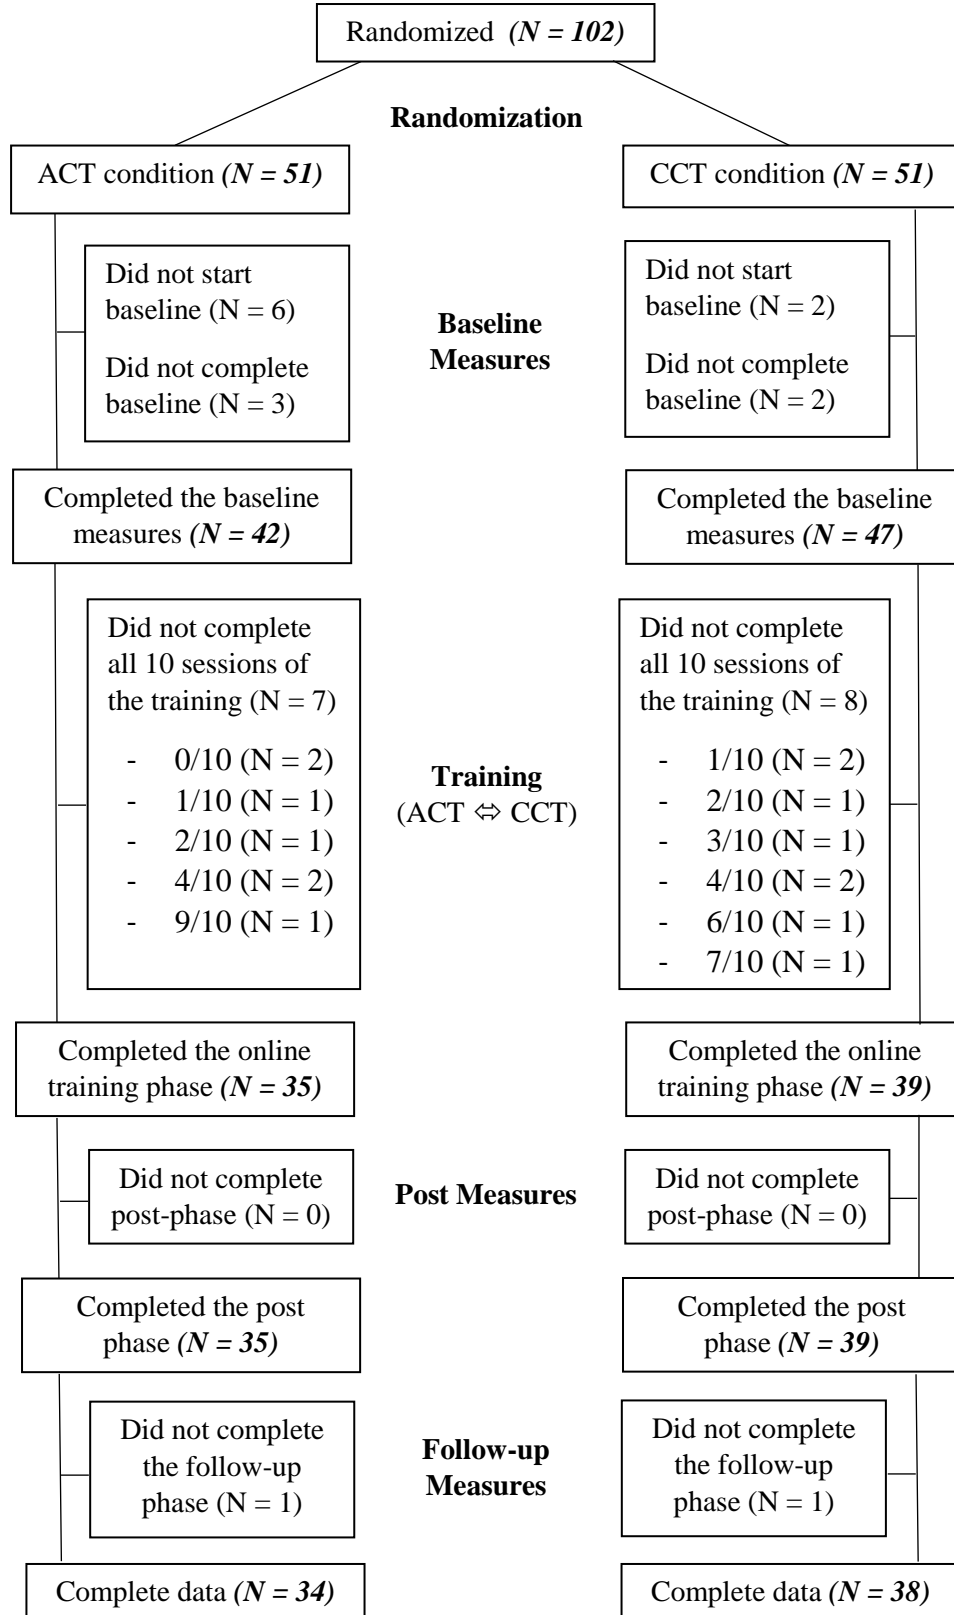 Randomized (N = 102)
Randomization
ACT condition (N = 51)
CCT condition (N = 51)
Did not start
baseline (N = 6)
Did not complete
baseline (N = 3)
Baseline
Measures
Did not start
baseline (N = 2)
Did not complete
baseline (N = 2)
Completed the baseline
measures (N = 42)
Completed the baseline
measures (N = 47)
Did not complete
all 10 sessions of
the training (N = 7)
- 0/10 (N = 2)
- 1/10 (N = 1)
- 2/10 (N = 1)
- 4/10 (N = 2)
- 9/10 (N = 1)
Training
(ACT ⇔ CCT)
Did not complete
all 10 sessions of
the training (N = 8)
- 1/10 (N = 2)
- 2/10 (N = 1)
- 3/10 (N = 1)
- 4/10 (N = 2)
- 6/10 (N = 1)
- 7/10 (N = 1)
Completed the online
training phase (N = 35)
Completed the online
training phase (N = 39)
Did not complete
post-phase (N = 0)
Post Measures
Did not complete
post-phase (N = 0)
Completed the post
phase (N = 35)
Completed the post
phase (N = 39)
Did not complete
the follow-up
phase (N = 1)
Follow-up
Measures
Did not complete
the follow-up
phase (N = 1)
Complete data (N = 34)
Complete data (N = 38)